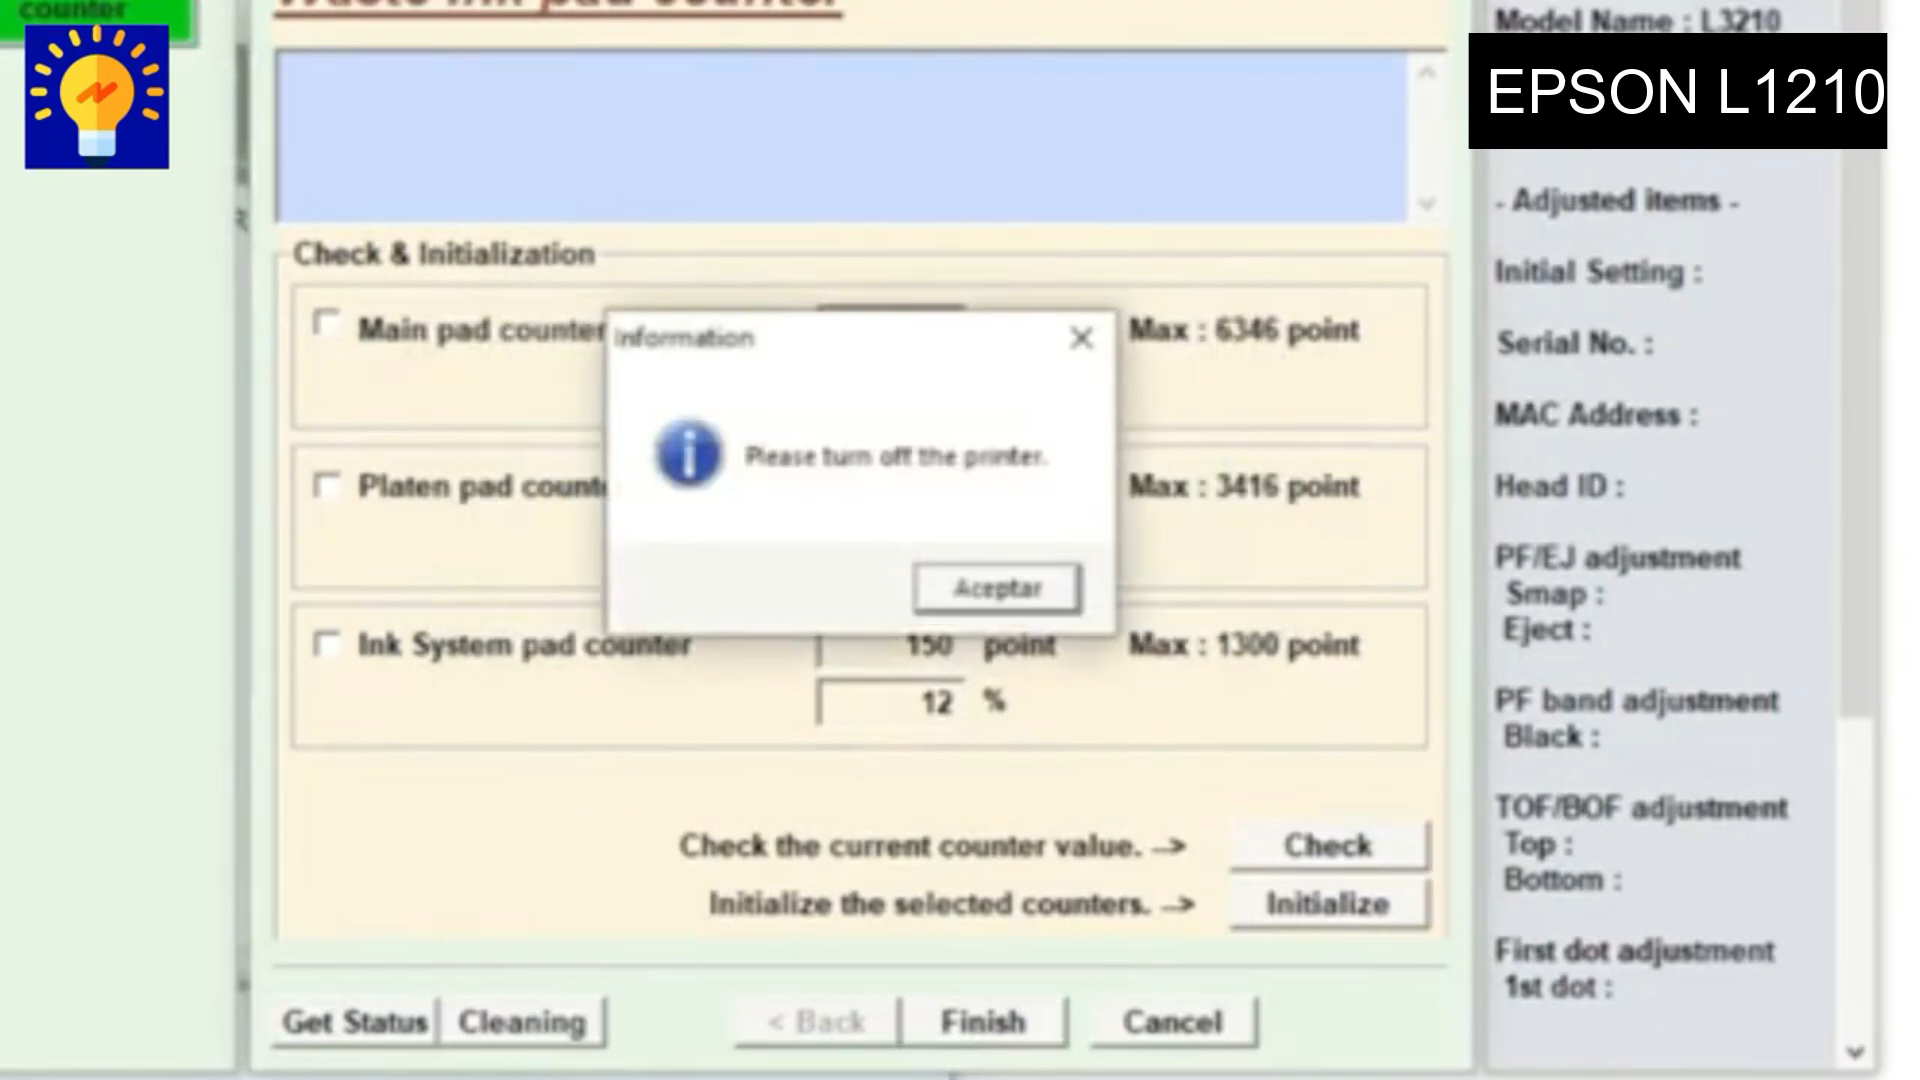 counter
Waste ink pad counter
Model Name : L3210
EPSON L1210
- Adjusted items -
Check & Initialization
Initial Setting :
Main pad counter
Information
Max : 6346 point
Serial No. :
MAC Address :
Please turn off the printer.
Platen pad count
Max : 3416 point
Head ID :
PF/EJ adjustment
Smap :
Aceptar
Eject :
Ink System pad counter
150 point
Max : 1300 point
12 %
PF band adjustment
Black :
TOF/BOF adjustment
Check the current counter value. -->
Check
Top :
Bottom :
Initialize the selected counters. -->
Initialize
First dot adjustment
1st dot :
Get Status
Cleaning
< Back
Finish
Cancel